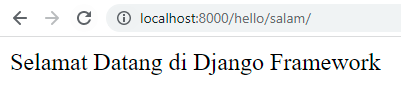 localhost:8000/hello/salam/
Selamat Datang di Django Framework